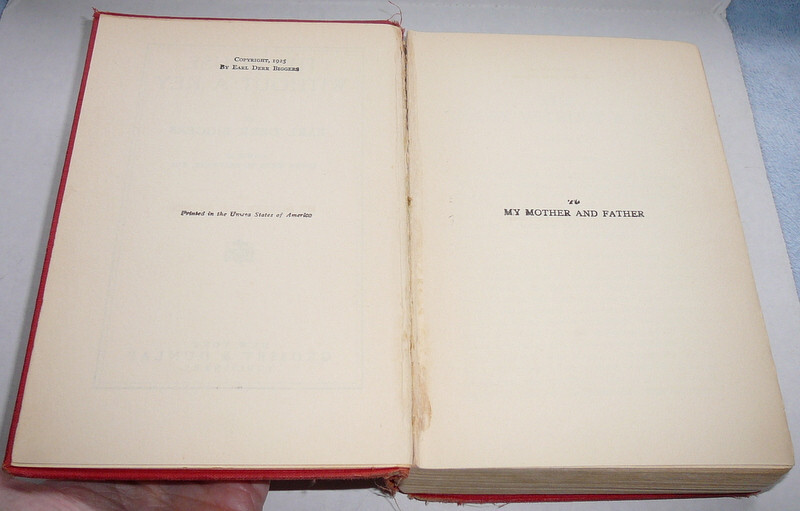 COPYRIGHT, 1925
BY EARL DERR BIGGERS
Printed in the United States of America
To
MY MOTHER AND FATHER